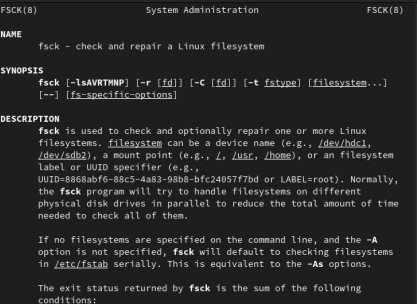 FSCK(8) System Administration FSCK(8)
NAME
fsck - check and repair a Linux filesystem
SYNOPSIS
fsck [-lsAVRTMNP] [-r [fd]] [-C [fd]] [-t fstype] [filesystem...]
[--] [fs-specific-options]
DESCRIPTION
fsck is used to check and optionally repair one or more Linux
filesystems. filesystem can be a device name (e.g., /dev/hdc1,
/dev/sdb2), a mount point (e.g., /, /usr, /home), or an filesystem
label or UUID specifier (e.g.,
UUID=8868abf6-88c5-4a83-98b8-bfc24057f7bd or LABEL=root). Normally,
the fsck program will try to handle filesystems on different
physical disk drives in parallel to reduce the total amount of time
needed to check all of them.
If no filesystems are specified on the command line, and the -A
option is not specified, fsck will default to checking filesystems
in /etc/fstab serially. This is equivalent to the -As options.
The exit status returned by fsck is the sum of the following
conditions: